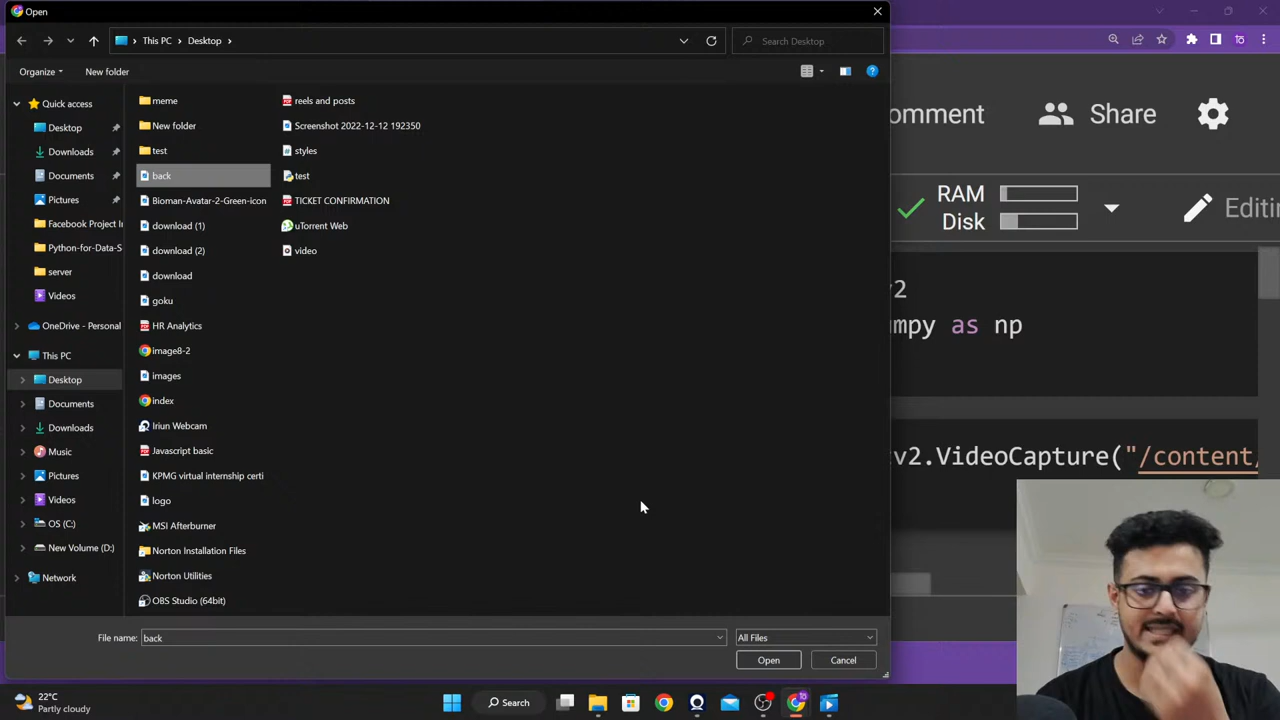 Open
This PC
Desktop
Search Desktop
Organize
New folder
Quick access
Desktop
Downloads
Documents
Pictures
Facebook Project I
Python-for-Data-S
server
Videos
OneDrive - Personal
This PC
Desktop
Documents
Downloads
Music
Pictures
Videos
OS (C:)
New Volume (D:)
Network
meme
New folder
test
back
Bioman-Avatar-2-Green-icon
download (1)
download (2)
download
goku
HR Analytics
image8-2
images
index
Iriun Webcam
Javascript basic
KPMG virtual internship certi
logo
MSI Afterburner
Norton Installation Files
Norton Utilities
OBS Studio (64bit)
reels and posts
Screenshot 2022-12-12 192350
styles
test
TICKET CONFIRMATION
uTorrent Web
video
File name: back
All Files
Open Cancel
omment Share
RAM
Disk
Editin
v2
mpy as np
v2.VideoCapture("/content/
22°C
Partly cloudy
Search